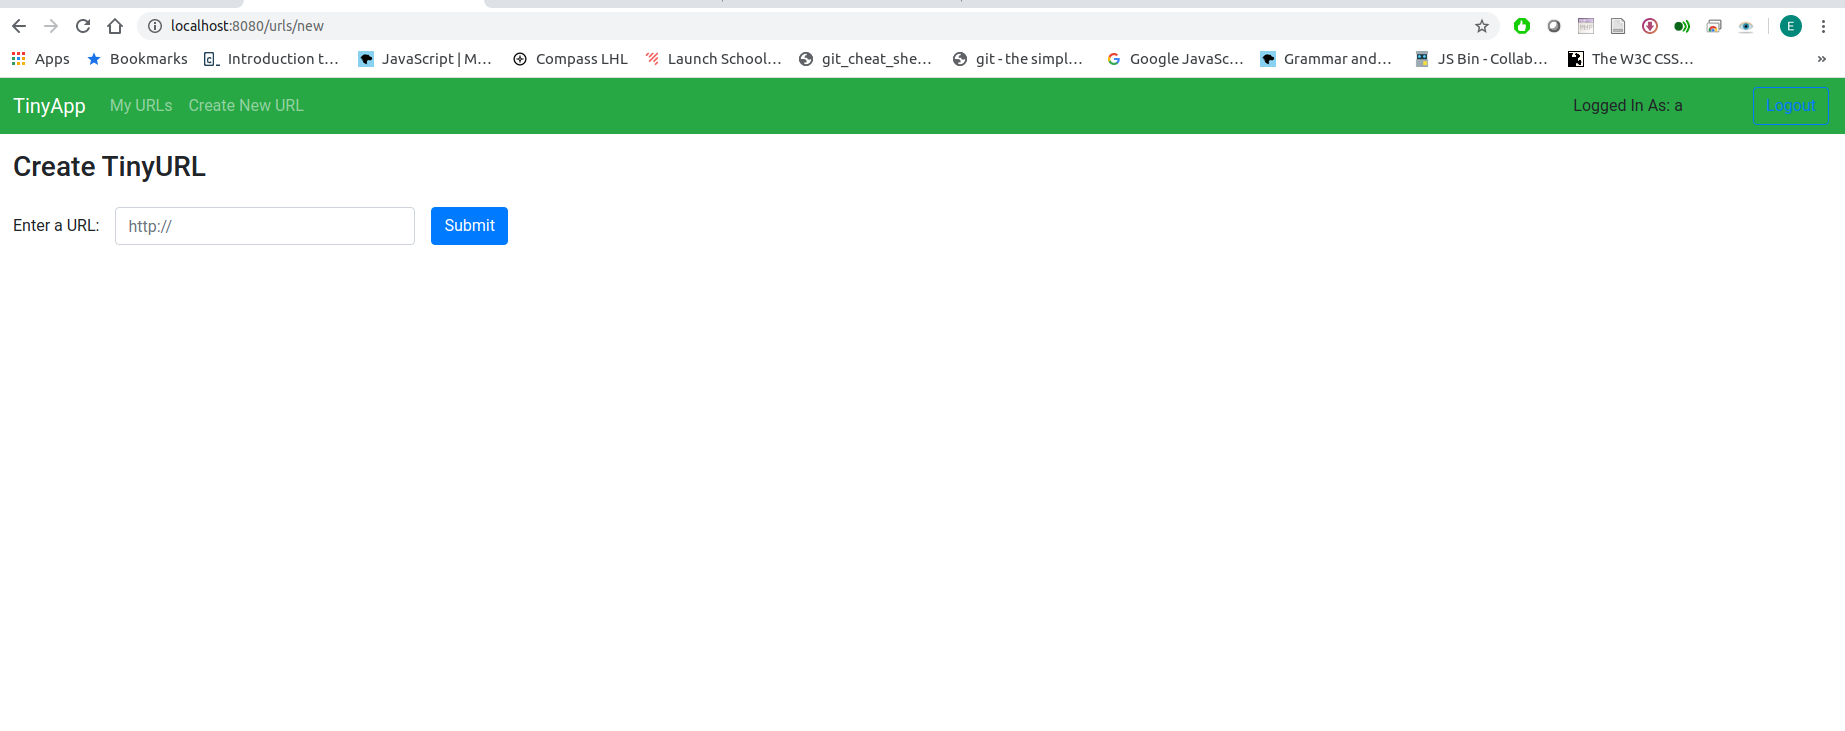 localhost:8080/urls/new
E
Apps Bookmarks Introduction t... JavaScript | M... Compass LHL Launch School... git_cheat_she... git - the simpl... Google JavaSc... Grammar and... JS Bin - Collab... The W3C CSS... »
TinyApp My URLs Create New URL Logged In As: a Logout
Create TinyURL
Enter a URL: http:// Submit